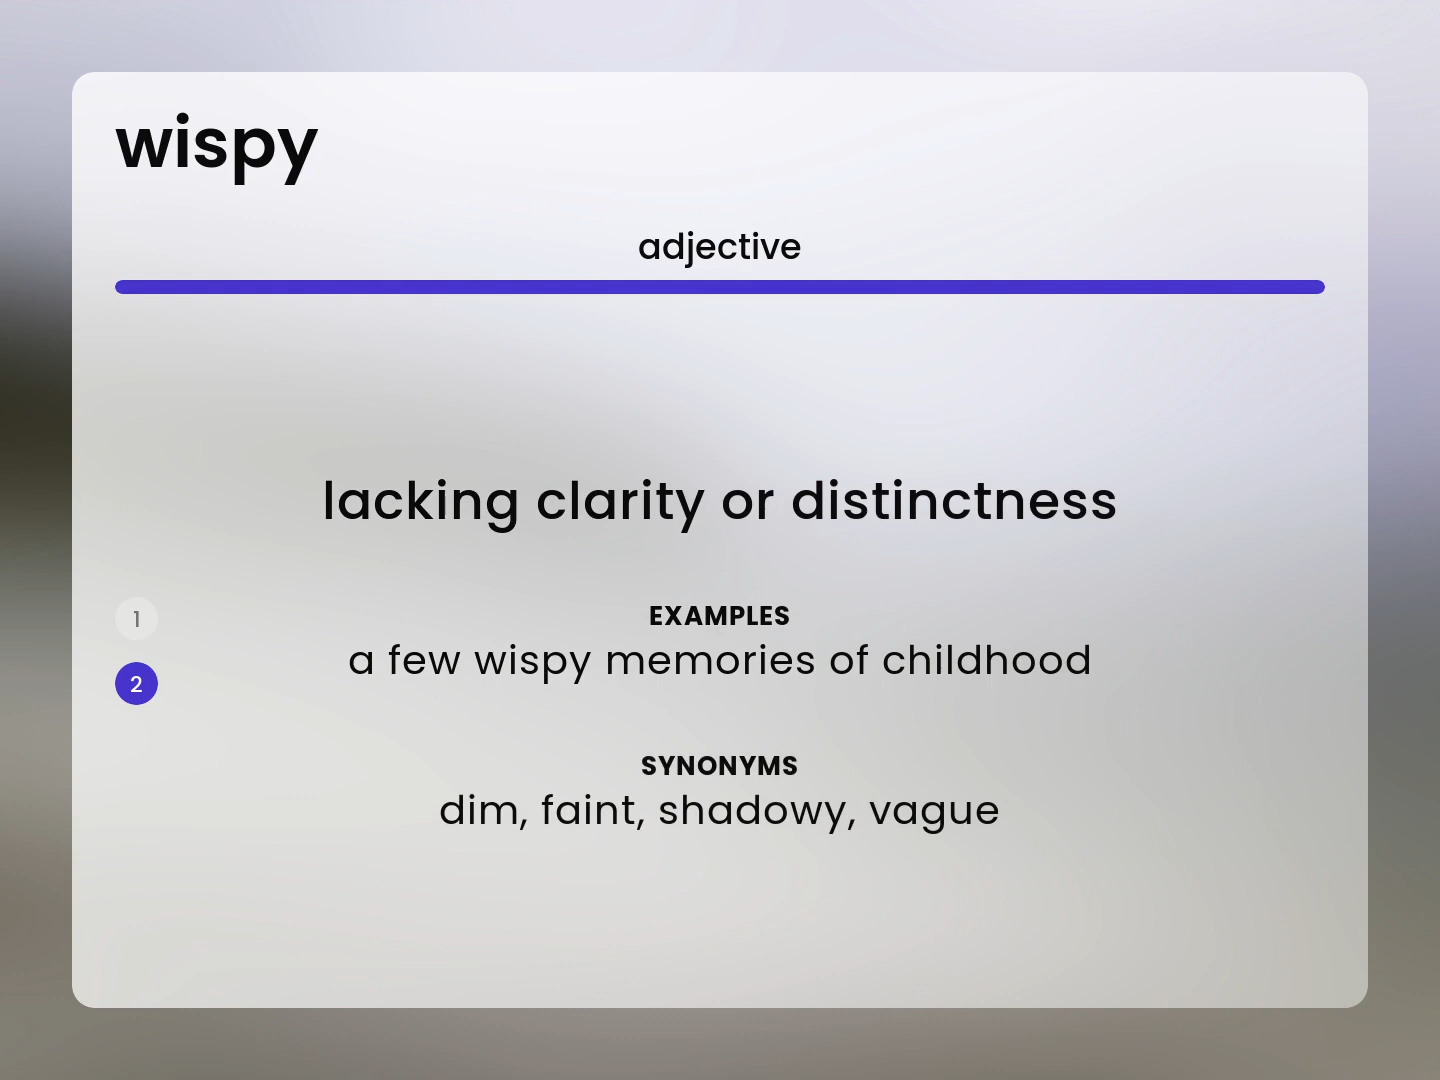 wispy
adjective
lacking clarity or distinctness
1
EXAMPLES
a few wispy memories of childhood
2
SYNONYMS
dim, faint, shadowy, vague